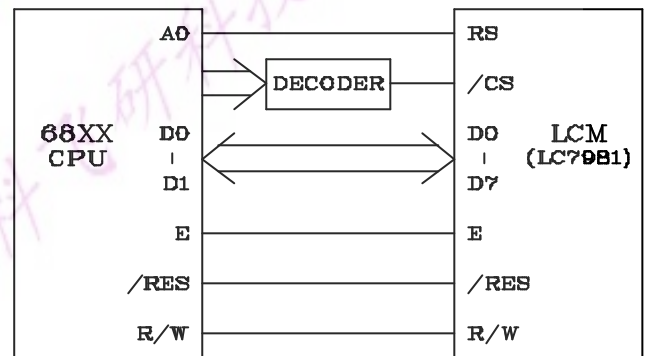 A0 RS
DECODER /CS
68XX D0 D0 LCM
CPU - - (LC7981)
D1 D7
E E
/RES /RES
R/W R/W